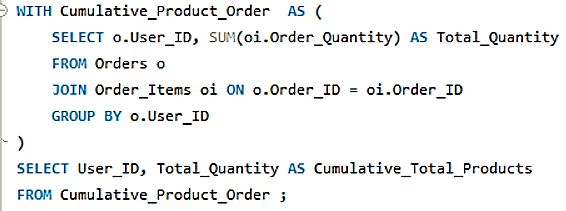 WITH Cumulative_Product_Order  AS (
    SELECT o.User_ID, SUM(oi.Order_Quantity) AS Total_Quantity
    FROM Orders o
    JOIN Order_Items oi ON o.Order_ID = oi.Order_ID
    GROUP BY o.User_ID
)
SELECT User_ID, Total_Quantity AS Cumulative_Total_Products
FROM Cumulative_Product_Order ;